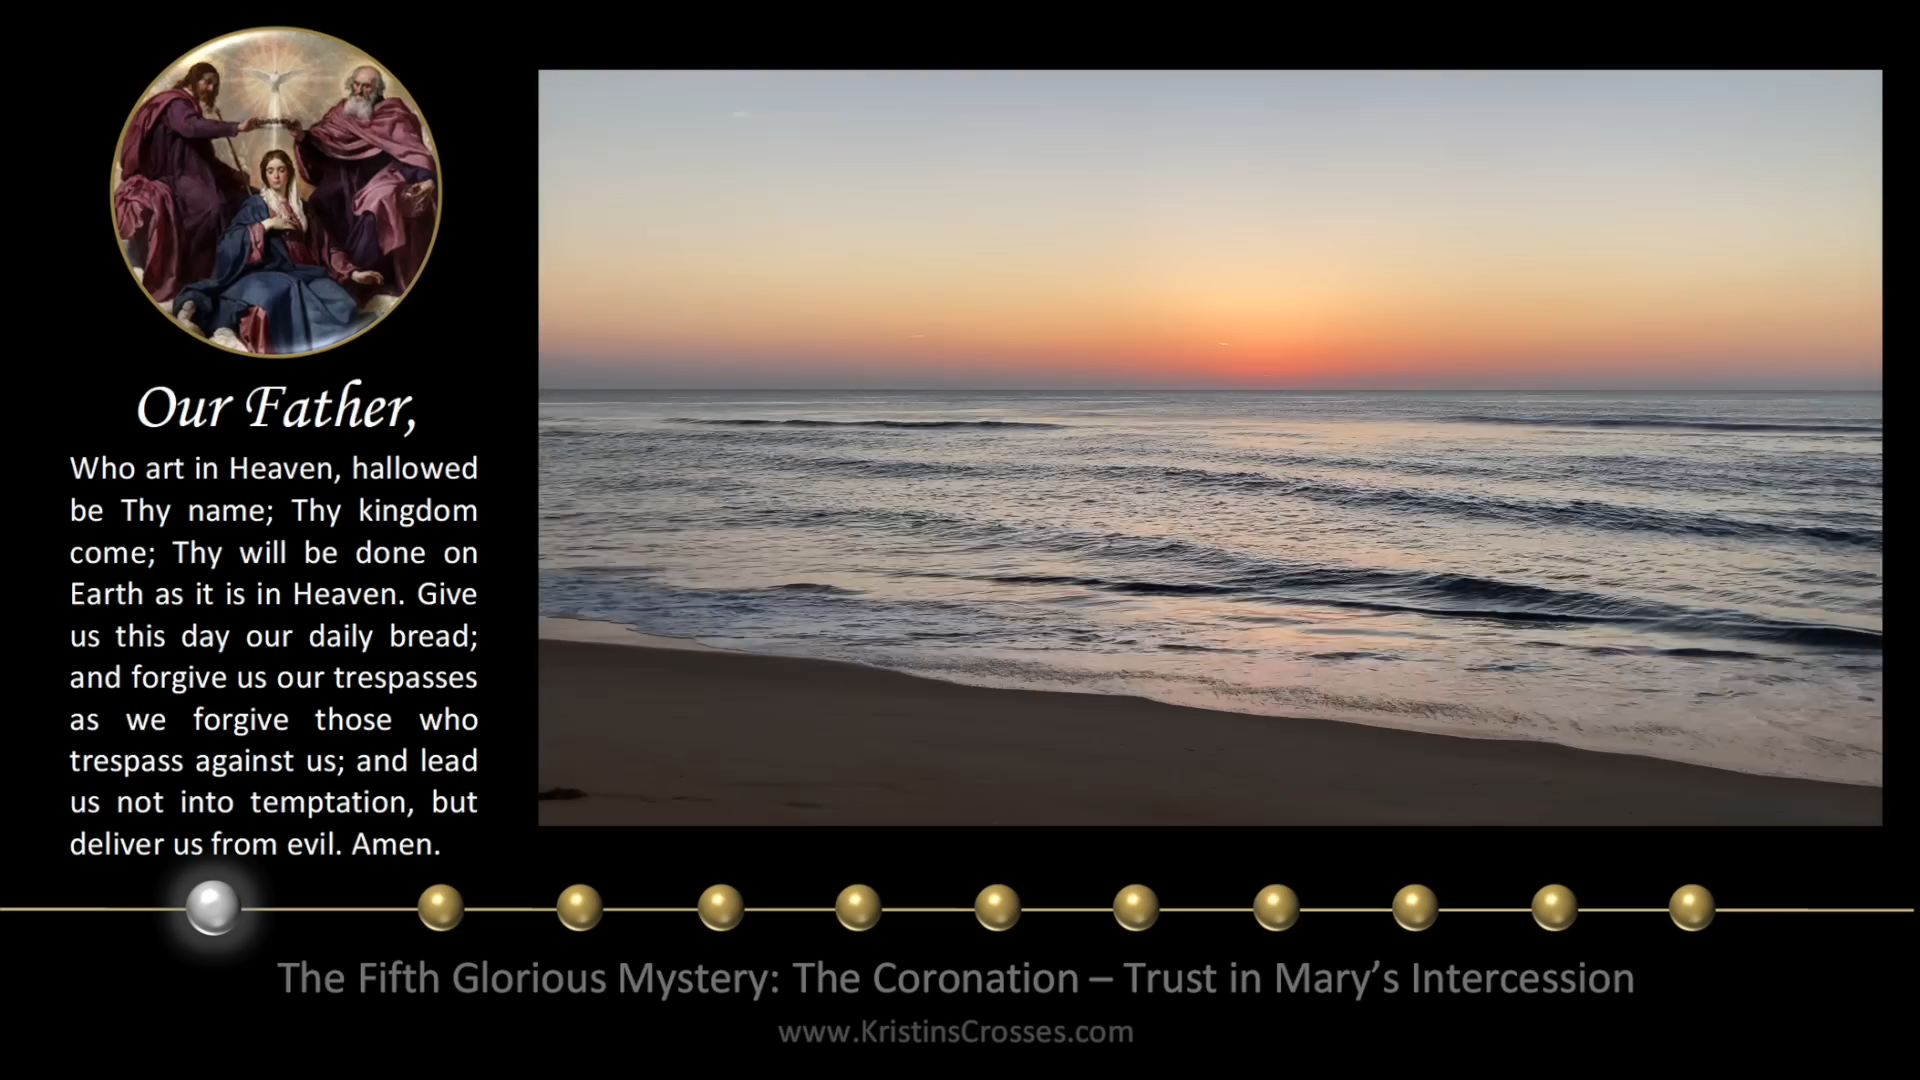 Our Father,
Who art in Heaven, hallowed
be Thy name; Thy kingdom
come; Thy will be done on
Earth as it is in Heaven. Give
us this day our daily bread;
and forgive us our trespasses
as we forgive those who
trespass against us; and lead
us not into temptation, but
deliver us from evil. Amen.
The Fifth Glorious Mystery: The Coronation – Trust in Mary’s Intercession
www.KristinsCrosses.com